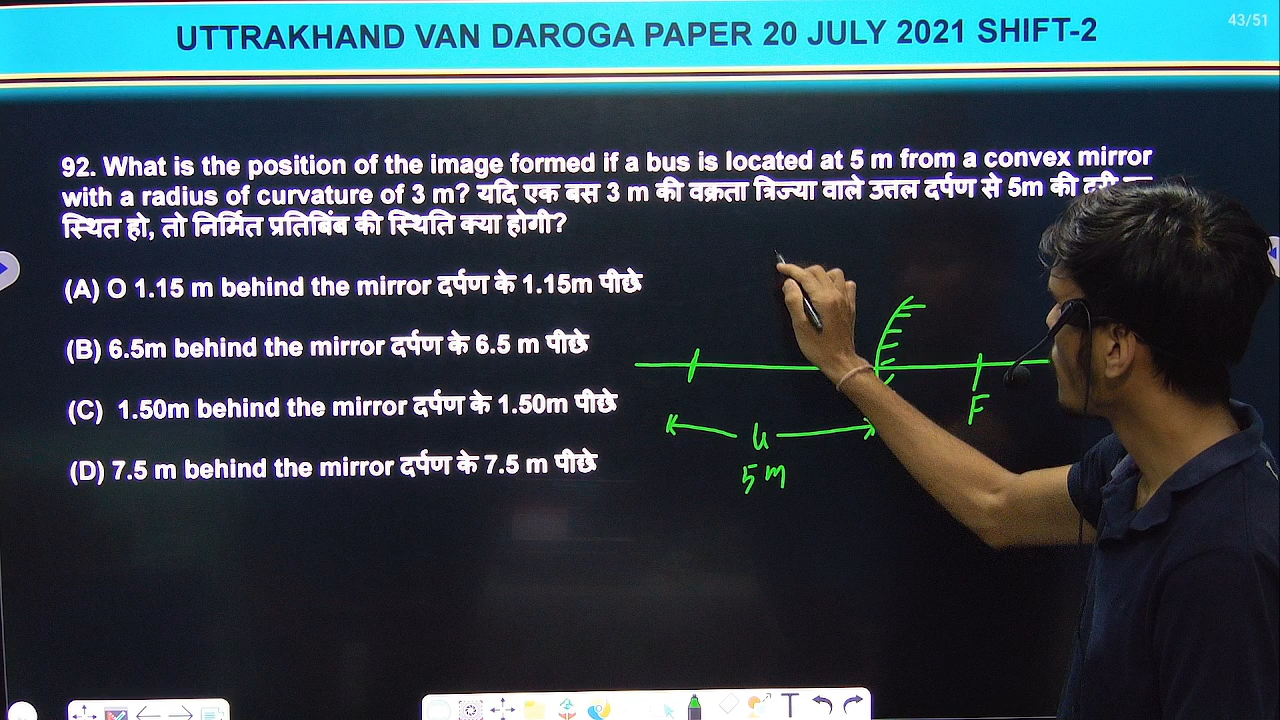 43/51
UTTRAKHAND VAN DAROGA PAPER 20 JULY 2021 SHIFT-2
92. What is the position of the image formed if a bus is located at 5 m from a convex mirror
with a radius of curvature of 3 m? यदि एक बस 3 m की वक्रता त्रिज्या वाले उत्तल दर्पण से 5m की दूरी
स्थित हो, तो निर्मित प्रतिबिंब की स्थिति क्या होगी?
(A) O 1.15 m behind the mirror दर्पण के 1.15m पीछे
(B) 6.5m behind the mirror दर्पण के 6.5 m पीछे
(C) 1.50m behind the mirror दर्पण के 1.50m पीछे
(D) 7.5 m behind the mirror दर्पण के 7.5 m पीछे
F
u
5 m
T